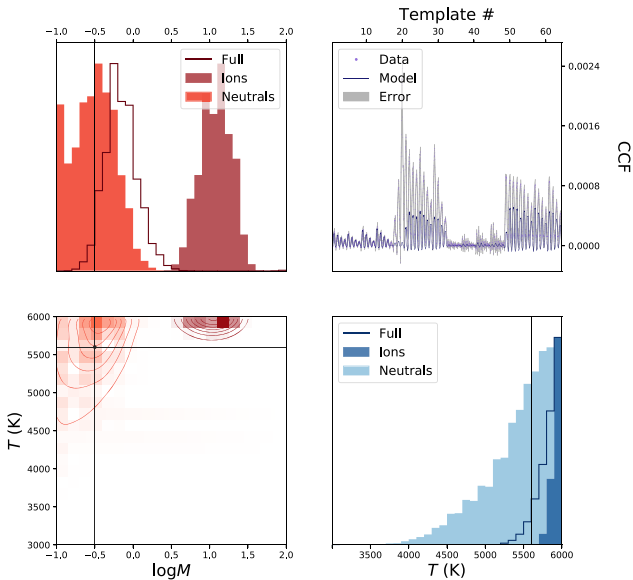 Template #
−1,0 −0,5 0,0 0,5 1,0 1,5 2,0
0 10 20 30 40 50 60
Full
Ions
Neutrals
Data
Model
Error
0,0024
0,0016
0,0008
0,0000
CCF
6000
5500
5000
4500
4000
3500
3000
T (K)
−1,0 −0,5 0,0 0,5 1,0 1,5 2,0
logM
Full
Ions
Neutrals
3500 4000 4500 5000 5500 6000
T (K)